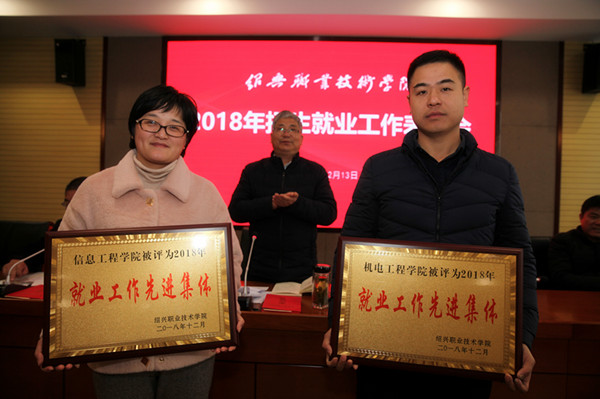 绍兴职业技术学院
2018年招生就业工作表
会
2月13日
信息工程学院被评为2018年
就业工作先进集体
绍兴职业技术学院
二〇一八年十二月
机电工程学院被评为2018年
就业工作先进集体
绍兴职业技术学院
二〇一八年十二月